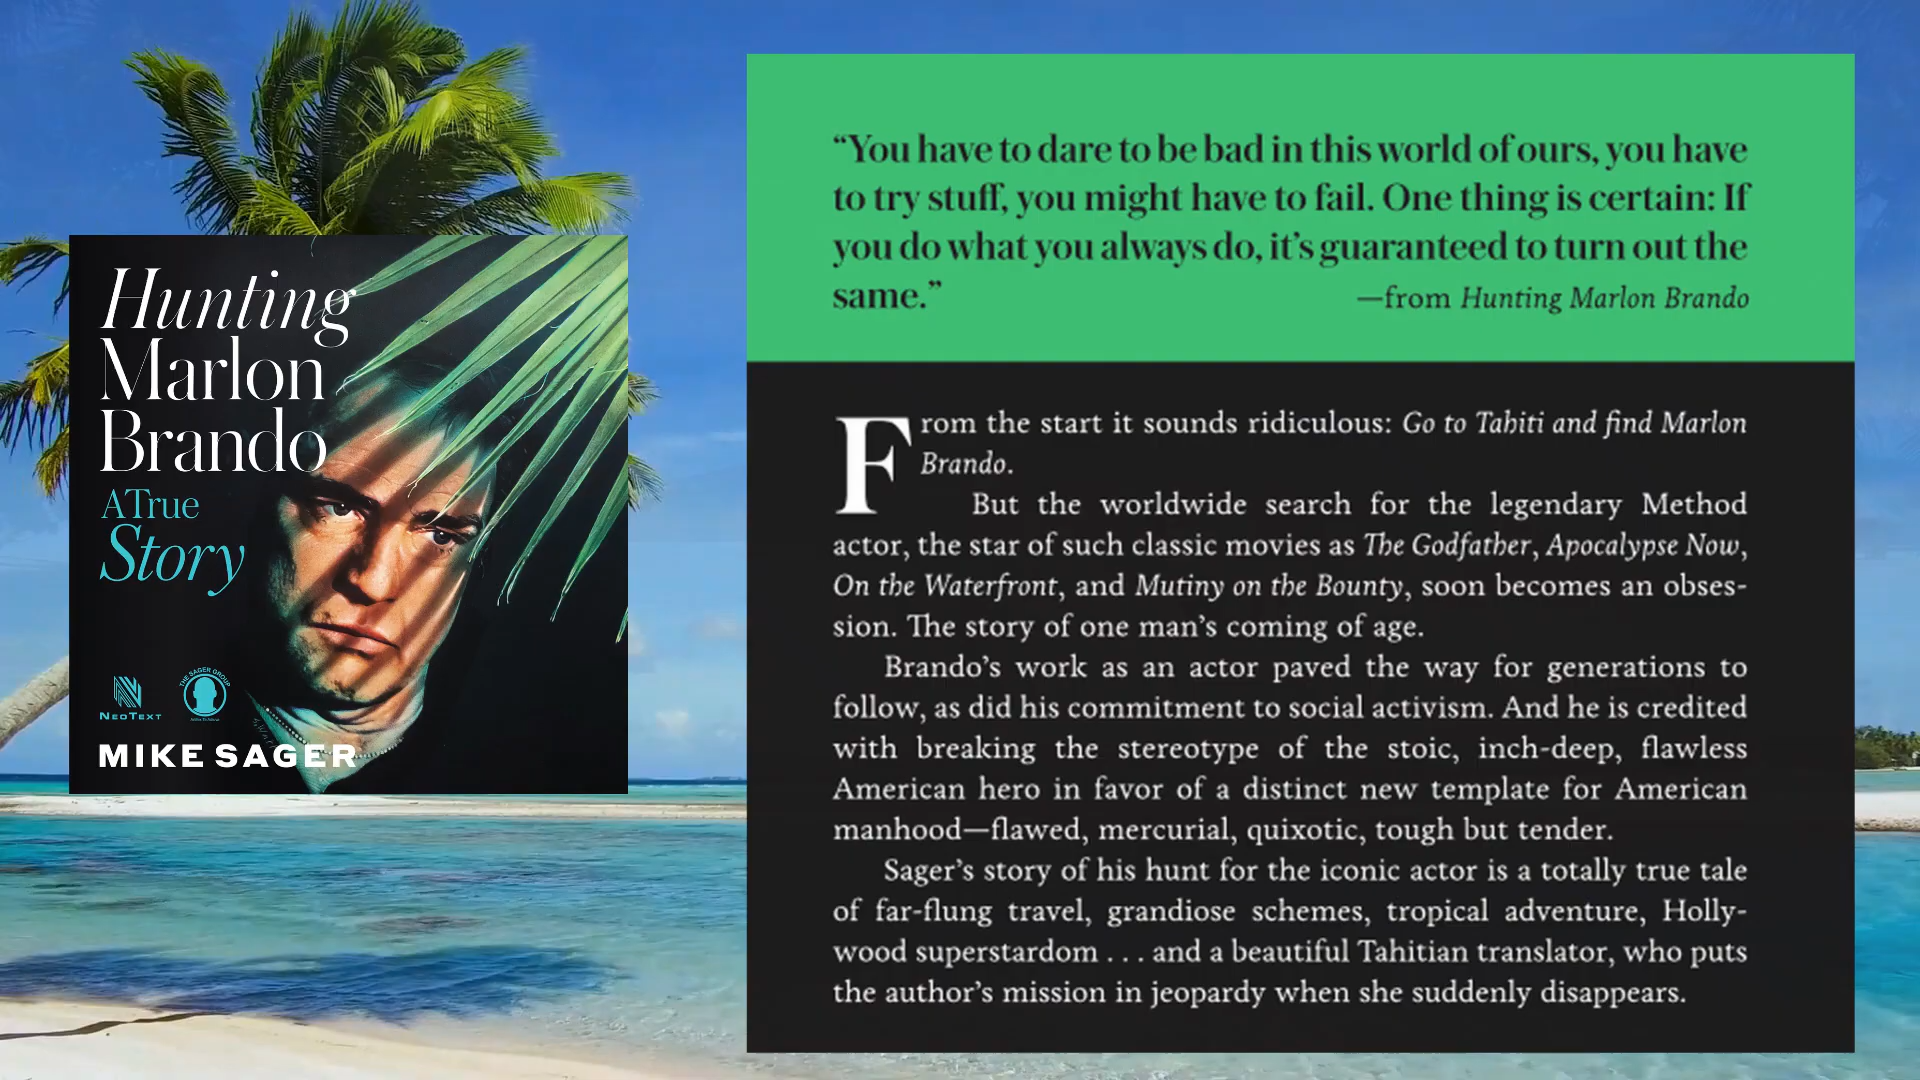 Hunting
Marlon
Brando
A True
Story
NEOTEXT
THE SAGER GROUP
MIKE SAGER
“You have to dare to be bad in this world of ours, you have
to try stuff, you might have to fail. One thing is certain: If
you do what you always do, it’s guaranteed to turn out the
same.”
—from Hunting Marlon Brando
From the start it sounds ridiculous: Go to Tahiti and find Marlon
Brando.
But the worldwide search for the legendary Method
actor, the star of such classic movies as The Godfather, Apocalypse Now,
On the Waterfront, and Mutiny on the Bounty, soon becomes an obses-
sion. The story of one man’s coming of age.
Brando’s work as an actor paved the way for generations to
follow, as did his commitment to social activism. And he is credited
with breaking the stereotype of the stoic, inch-deep, flawless
American hero in favor of a distinct new template for American
manhood—flawed, mercurial, quixotic, tough but tender.
Sager’s story of his hunt for the iconic actor is a totally true tale
of far-flung travel, grandiose schemes, tropical adventure, Holly-
wood superstardom . . . and a beautiful Tahitian translator, who puts
the author’s mission in jeopardy when she suddenly disappears.